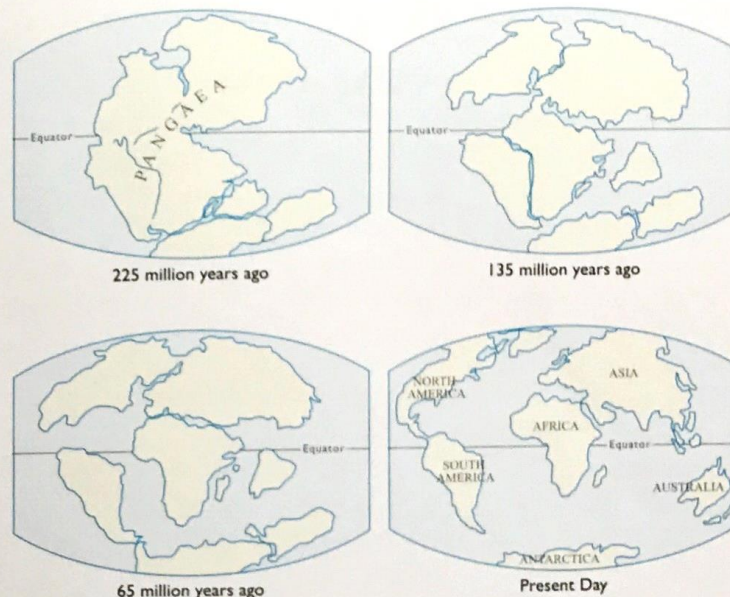 Equator
PANGAEA
225 million years ago
Equator
135 million years ago
Equator
65 million years ago
NORTH
AMERICA
ASIA
AFRICA
Equator
SOUTH
AMERICA
AUSTRALIA
ANTARCTICA
Present Day